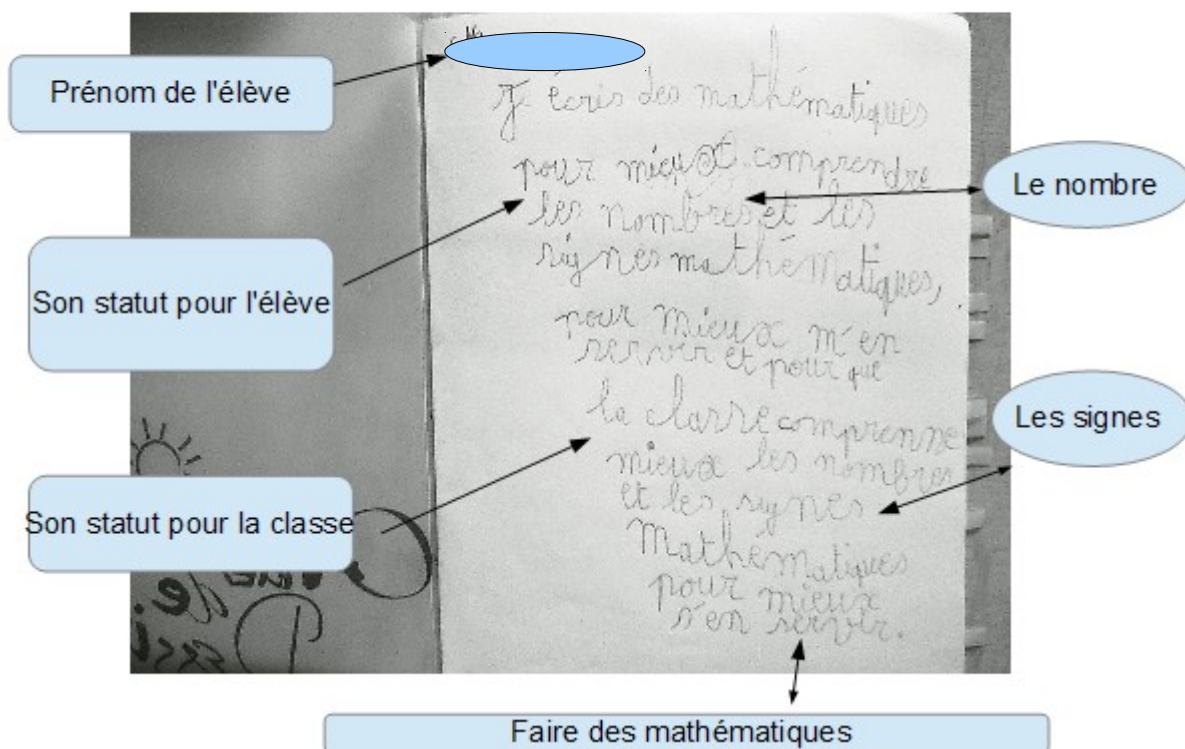 Prénom de l'élève
J'écris des mathématiques
pour mieux comprendre
Le nombre
les nombres et les
signes mathématiques,
Son statut pour l'élève
pour mieux m'en
servir et pour que
la classe comprenne
Les signes
mieux les nombres
et les signes
Son statut pour la classe
Mathématiques
pour mieux
s'en servir.
Faire des mathématiques